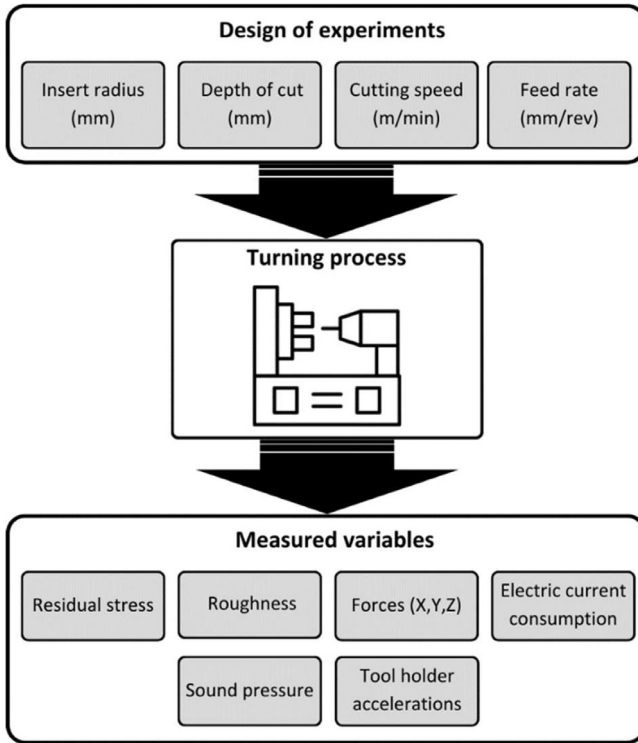 Design of experiments
Insert radius
(mm)
Depth of cut
(mm)
Cutting speed
(m/min)
Feed rate
(mm/rev)
Turning process
Measured variables
Residual stress
Roughness
Forces (X,Y,Z)
Electric current
consumption
Sound pressure
Tool holder
accelerations